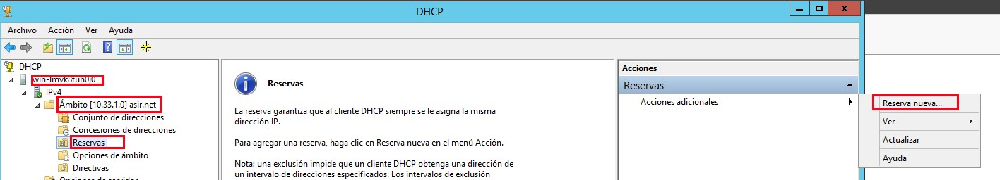 DHCP
Archivo Acción Ver Ayuda
DHCP
win-lmvk8fuh0j0
IPv4
Ámbito [10.33.1.0] asir.net
Conjunto de direcciones
Concesiones de direcciones
Reservas
Opciones de ámbito
Directivas
Opciones de servidor
Reservas
La reserva garantiza que al cliente DHCP siempre se le asigna la misma
dirección IP.
Para agregar una reserva, haga clic en Reserva nueva en el menú Acción.
Nota: una exclusión impide que un cliente DHCP obtenga una dirección de
un intervalo de direcciones especificados. Los intervalos de exclusión
Acciones
Reservas
Acciones adicionales
Reserva nueva...
Ver
Actualizar
Ayuda